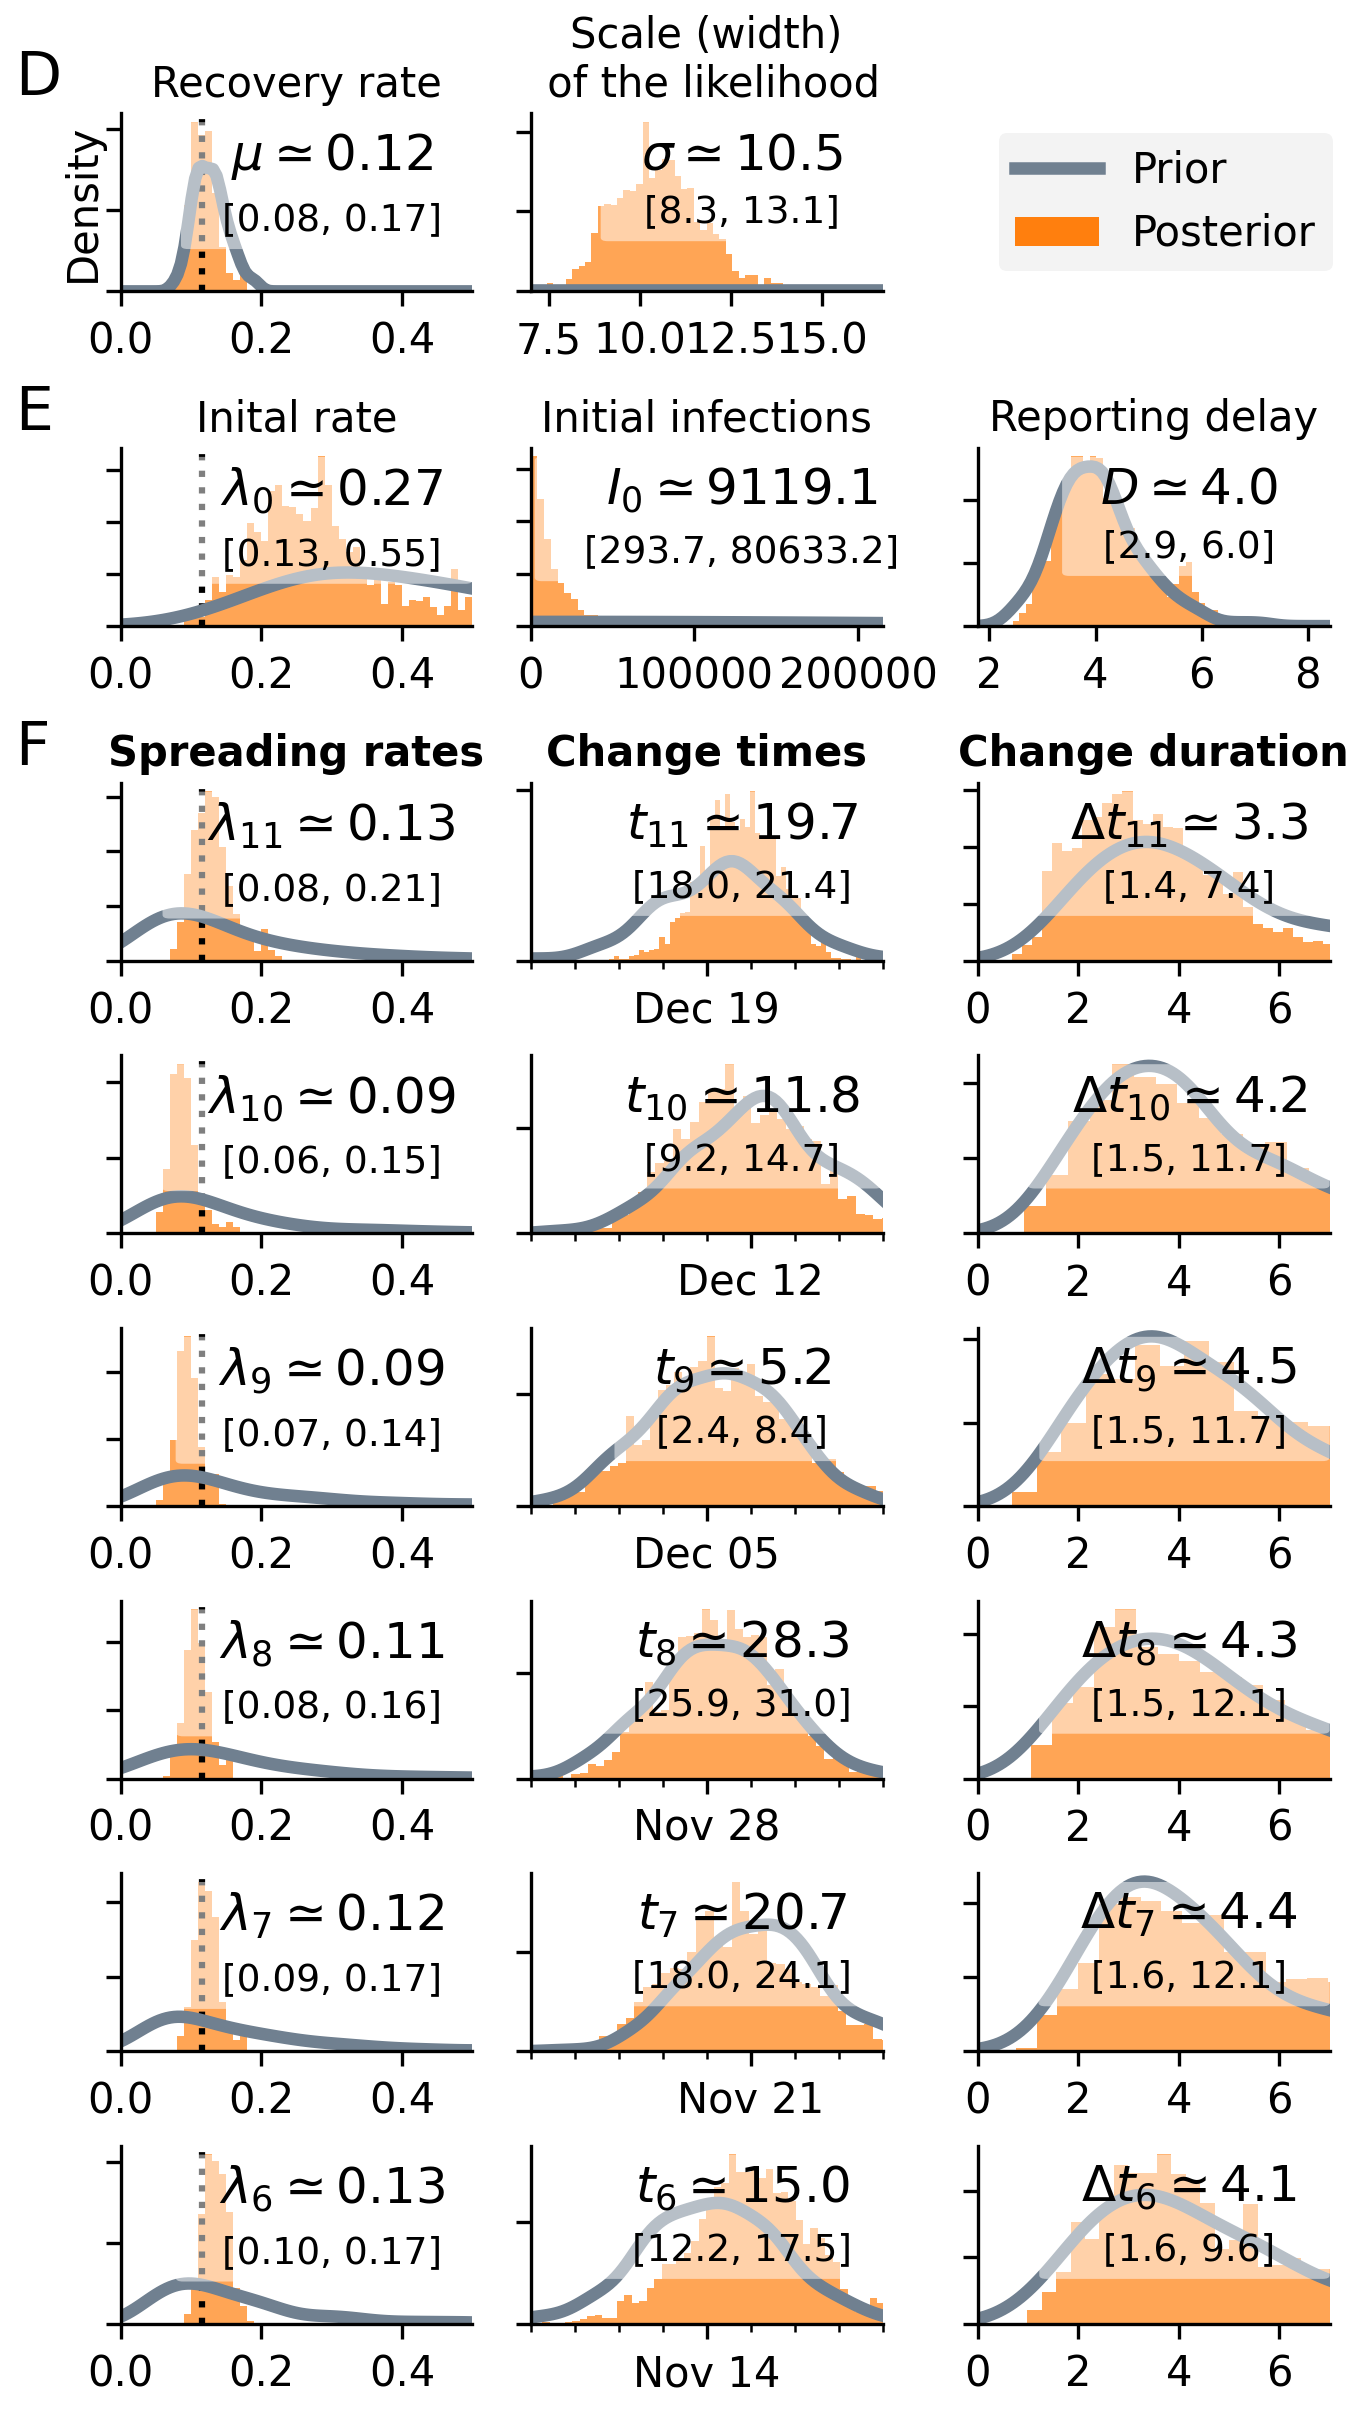 D
Recovery rate
Scale (width)
of the likelihood
Density
μ ≃ 0.12
[0.08, 0.17]
σ ≃ 10.5
[8.3, 13.1]
Prior
Posterior
0.0 0.2 0.4
7.5 10.0 12.5 15.0
E
Inital rate
Initial infections
Reporting delay
λ0 ≃ 0.27
[0.13, 0.55]
I0 ≃ 9119.1
[293.7, 80633.2]
D ≃ 4.0
[2.9, 6.0]
0.0 0.2 0.4
0 100000 200000
2 4 6 8
F
Spreading rates
Change times
Change duration
λ11 ≃ 0.13
[0.08, 0.21]
t11 ≃ 19.7
[18.0, 21.4]
Δt11 ≃ 3.3
[1.4, 7.4]
0.0 0.2 0.4
Dec 19
0 2 4 6
λ10 ≃ 0.09
[0.06, 0.15]
t10 ≃ 11.8
[9.2, 14.7]
Δt10 ≃ 4.2
[1.5, 11.7]
0.0 0.2 0.4
Dec 12
0 2 4 6
λ9 ≃ 0.09
[0.07, 0.14]
t9 ≃ 5.2
[2.4, 8.4]
Δt9 ≃ 4.5
[1.5, 11.7]
0.0 0.2 0.4
Dec 05
0 2 4 6
λ8 ≃ 0.11
[0.08, 0.16]
t8 ≃ 28.3
[25.9, 31.0]
Δt8 ≃ 4.3
[1.5, 12.1]
0.0 0.2 0.4
Nov 28
0 2 4 6
λ7 ≃ 0.12
[0.09, 0.17]
t7 ≃ 20.7
[18.0, 24.1]
Δt7 ≃ 4.4
[1.6, 12.1]
0.0 0.2 0.4
Nov 21
0 2 4 6
λ6 ≃ 0.13
[0.10, 0.17]
t6 ≃ 15.0
[12.2, 17.5]
Δt6 ≃ 4.1
[1.6, 9.6]
0.0 0.2 0.4
Nov 14
0 2 4 6